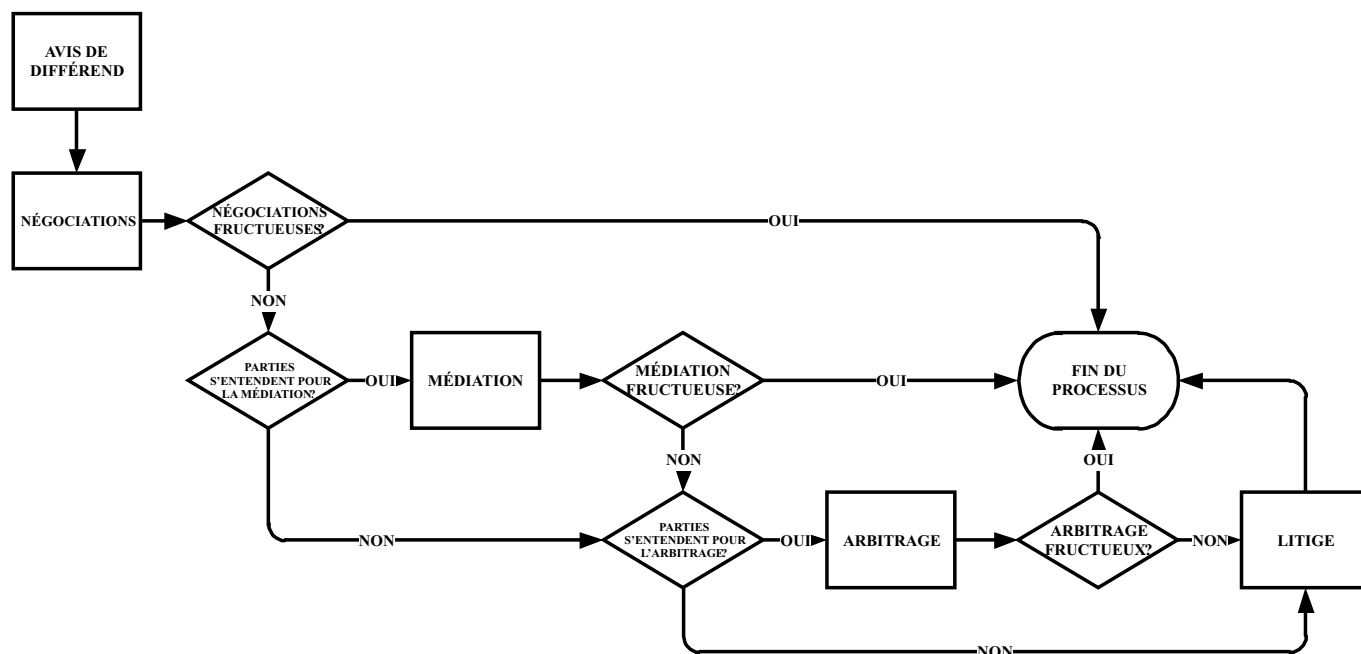 AVIS DE
DIFFÉREND
NÉGOCIATIONS
NÉGOCIATIONS
FRUCTUEUSES?
OUI
NON
PARTIES
S'ENTENDENT POUR
LA MÉDIATION?
OUI
MÉDIATION
MÉDIATION
FRUCTUEUSE?
OUI
FIN DU
PROCESSUS
NON
OUI
NON
PARTIES
S'ENTENDENT POUR
L'ARBITRAGE?
OUI
ARBITRAGE
ARBITRAGE
FRUCTUEUX?
NON
LITIGE
NON